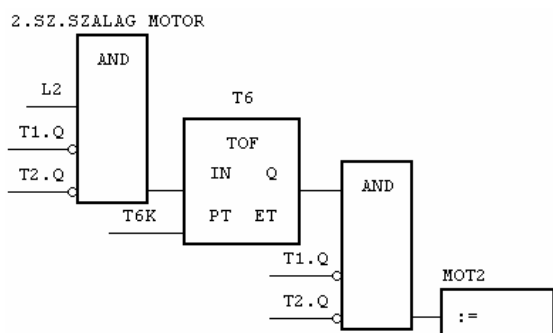 2.SZ.SZALAG MOTOR
AND
L2
T1.Q
T2.Q
T6
TOF
IN Q
PT ET
T6K
AND
T1.Q
T2.Q
MOT2
:=